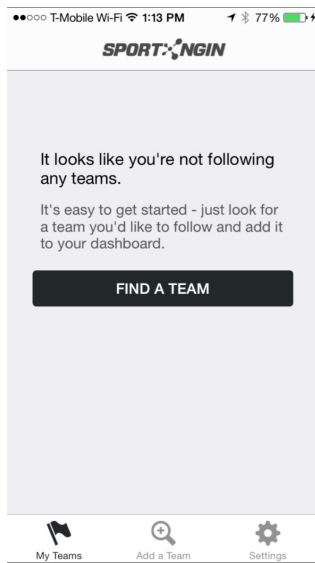 T-Mobile Wi-Fi 1:13 PM 77%
SPORT NGIN
It looks like you're not following
any teams.
It's easy to get started - just look for
a team you'd like to follow and add it
to your dashboard.
FIND A TEAM
My Teams Add a Team Settings